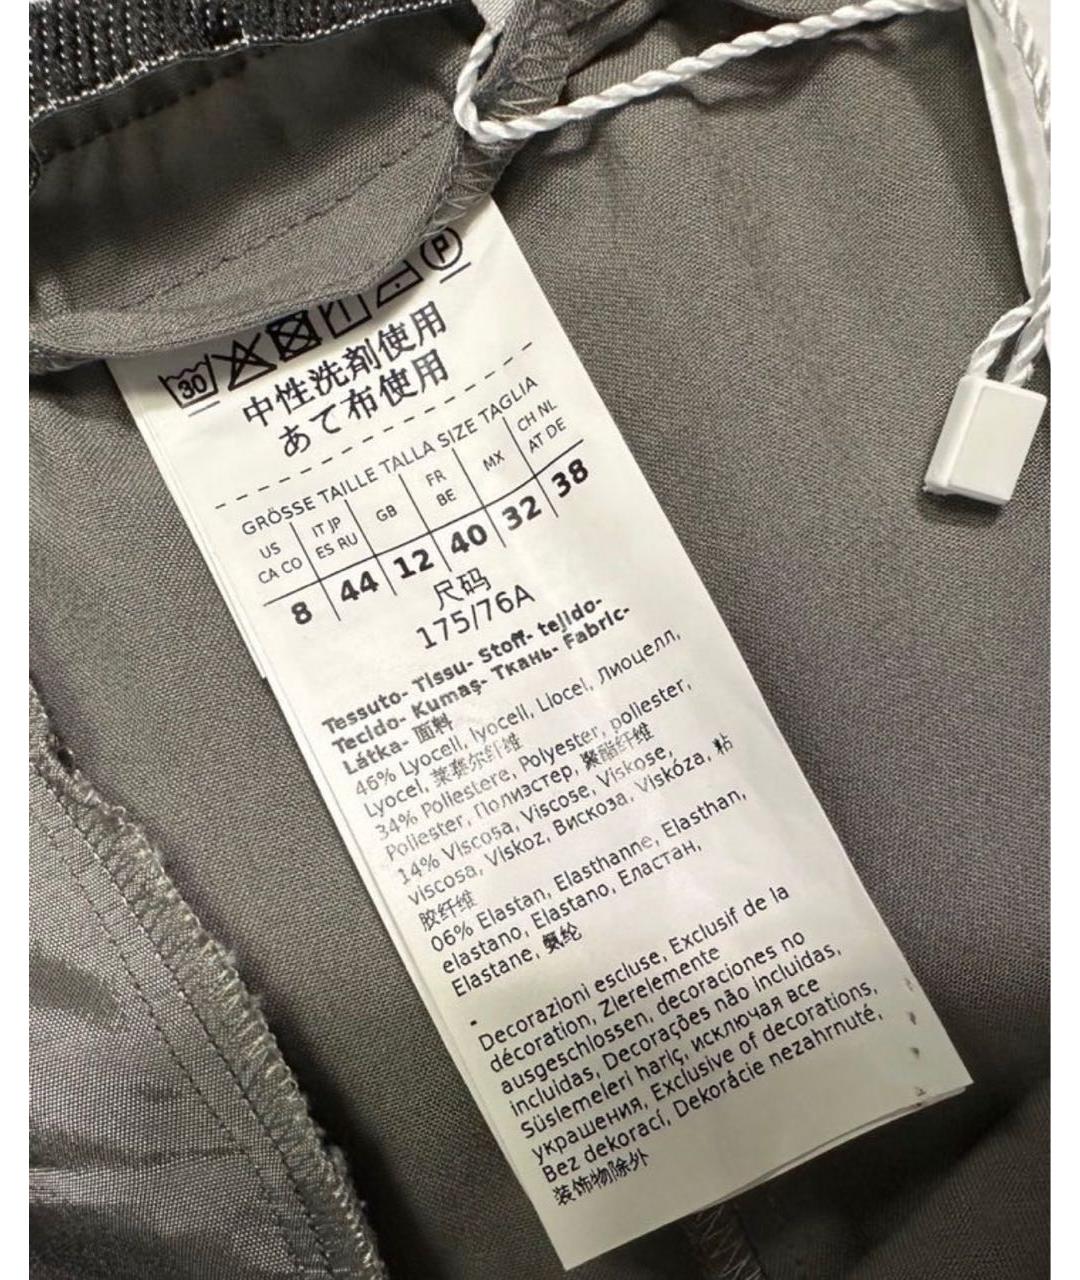 30 P
中性洗剤使用
あて布使用
GRÖSSE TAILLE TALLA SIZE TAGLIA
US CA CO IT JP ES RU GB FR BE MX CH NL AT DE
8 44 12 40 32 38
尺码
175/76A
Tessuto- Tissu- Stoff- tejido-
Tecido- Kumaş- Ткань- Fabric-
Látka- 面料
46% Lyocell, lyocell, Liocel, Лиоцелл,
Lyocel, 莱赛尔纤维
34% Poliestere, Polyester, poliester,
Poliester, Полиэстер, 聚酯纤维
14% Viscosa, Viscose, Viskose,
viscosa, Viskoz, Вискоза, Viskóza, 粘
胶纤维
06% Elastan, Elasthanne, Elasthan,
elastano, Elastano, Еластан,
Elastane, 氨纶
-
Decorazioni escluse, Exclusif de la
décoration, Zierelemente
ausgeschlossen, decoraciones no
incluidas, Decorações não incluidas,
Süslemeleri hariç, исключая все
украшения, Exclusive of decorations,
Bez dekorací, Dekorácie nezahrnuté,
装饰物除外